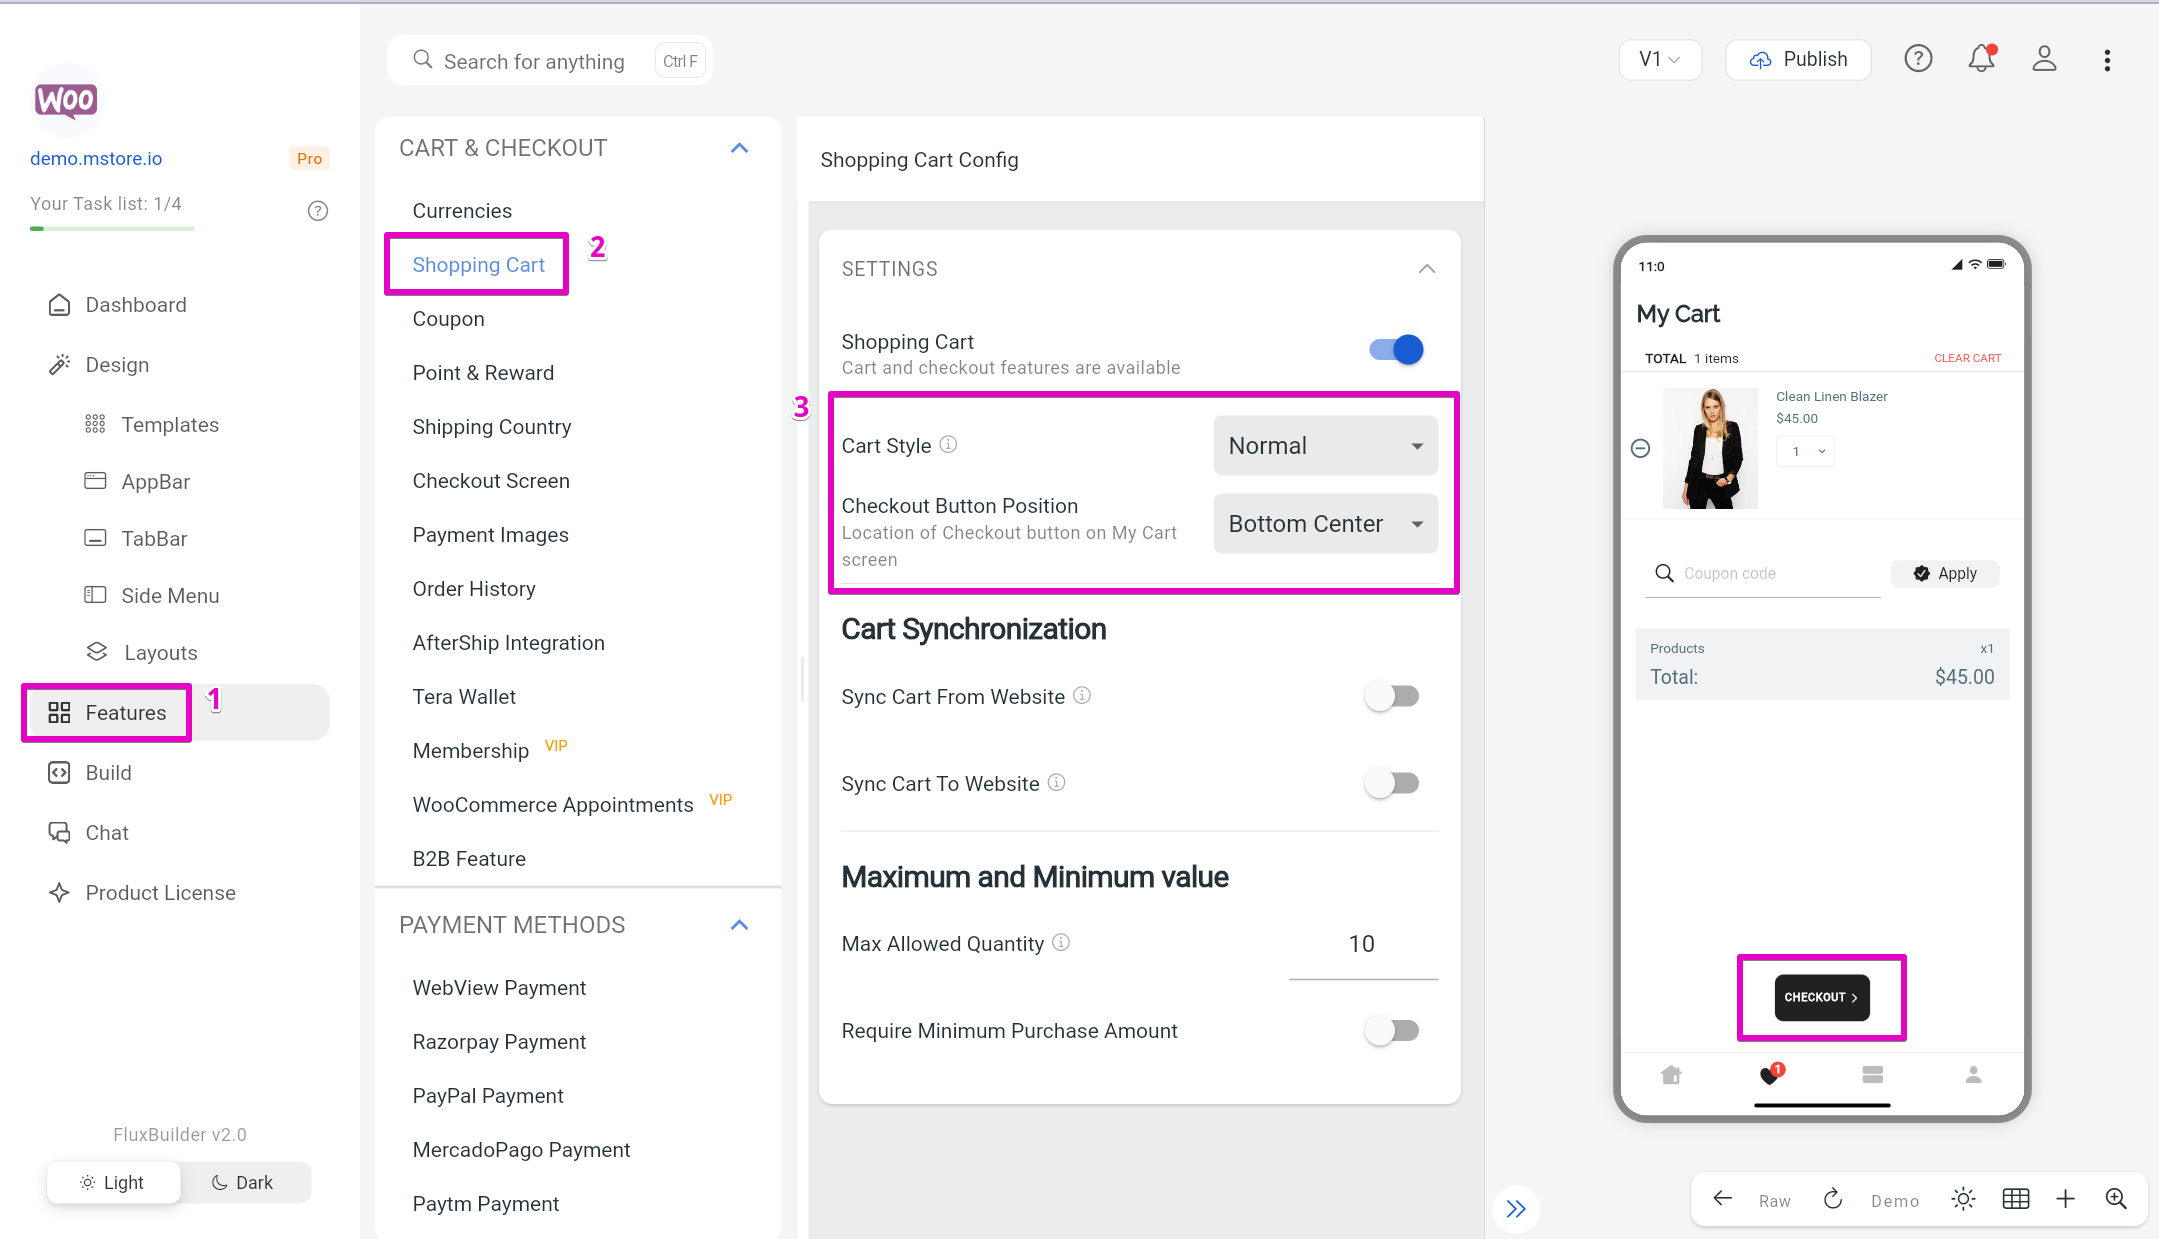 Search for anything
Ctrl F
V1
Publish
WOO
demo.mstore.io
Pro
Your Task list: 1/4
Dashboard
Design
Templates
AppBar
TabBar
Side Menu
Layouts
Features
1
Build
Chat
Product License
FluxBuilder v2.0
Light
Dark
CART & CHECKOUT
Currencies
Shopping Cart
2
Coupon
Point & Reward
Shipping Country
Checkout Screen
Payment Images
Order History
AfterShip Integration
Tera Wallet
Membership VIP
WooCommerce Appointments VIP
B2B Feature
PAYMENT METHODS
WebView Payment
Razorpay Payment
PayPal Payment
MercadoPago Payment
Paytm Payment
Shopping Cart Config
SETTINGS
Shopping Cart
Cart and checkout features are available
3
Cart Style
Normal
Checkout Button Position
Location of Checkout button on My Cart
screen
Bottom Center
Cart Synchronization
Sync Cart From Website
Sync Cart To Website
Maximum and Minimum value
Max Allowed Quantity
10
Require Minimum Purchase Amount
11:0
My Cart
TOTAL 1 items
CLEAR CART
Clean Linen Blazer
$45.00
1
Coupon code
Apply
Products x1
Total: $45.00
CHECKOUT
1
Raw
Demo